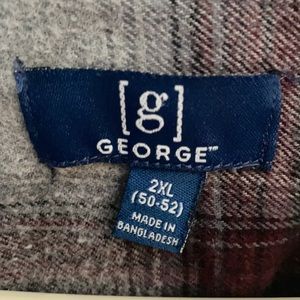 [g]
GEORGE™
2XL
(50-52)
MADE IN
BANGLADESH